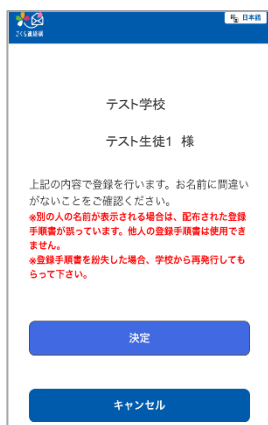 さくら連絡網
日本語
テスト学校
テスト生徒1 様
上記の内容で登録を行います。お名前に間違い
がないことをご確認ください。
※別の人の名前が表示される場合は、配布された登録
手順書が誤っています。他人の登録手順書は使用でき
ません。
※登録手順書を紛失した場合、学校から再発行しても
らって下さい。
決定
キャンセル